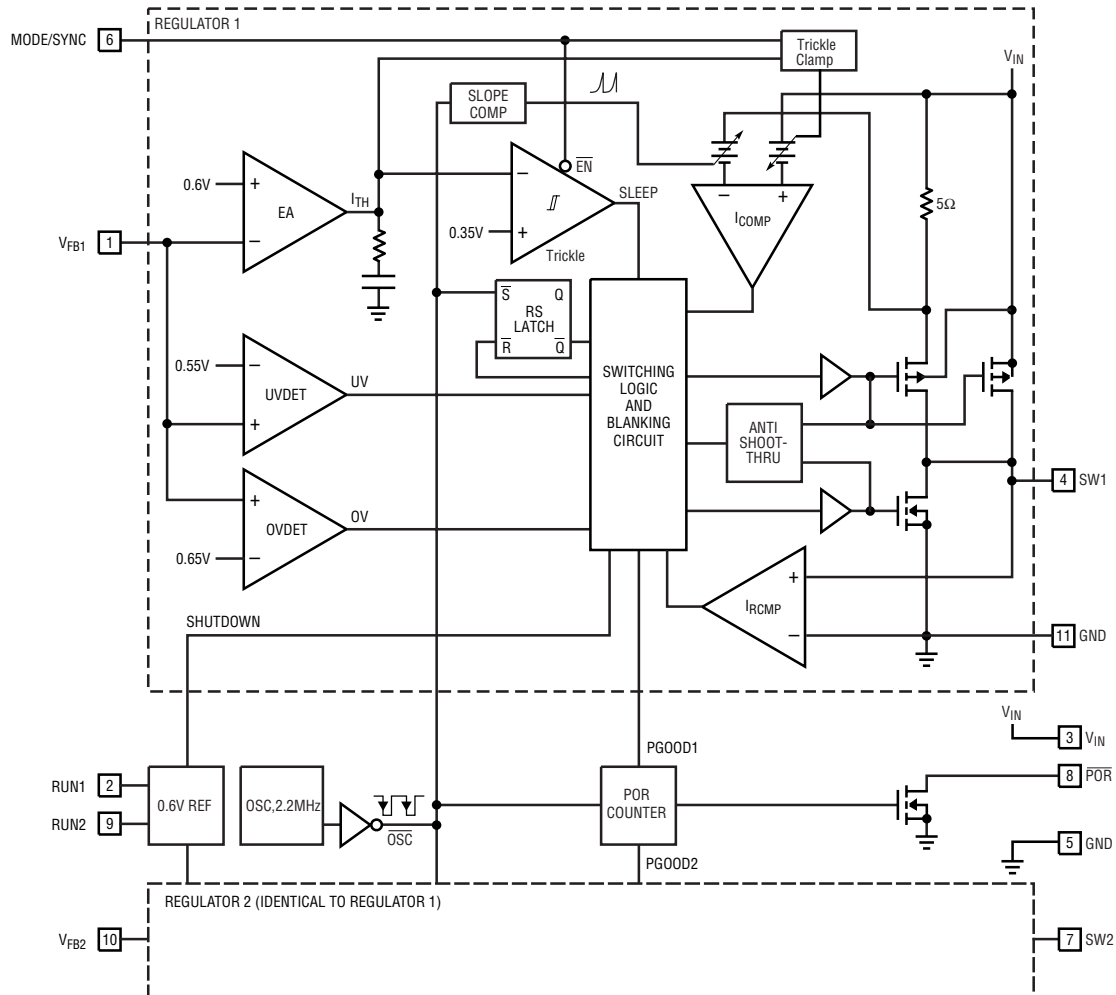 REGULATOR 1
MODE/SYNC 6
Trickle
Clamp
VIN
SLOPE
COMP
EN
0.6V
+
EA
−
ITH
−
SLEEP
0.35V
+
Trickle
−
+
ICOMP
5Ω
VFB1 1
S Q
RS
LATCH
R Q
0.55V
−
UVDET
+
UV
SWITCHING
LOGIC
AND
BLANKING
CIRCUIT
ANTI
SHOOT-
THRU
4 SW1
+
OVDET
−
0.65V
OV
+
IRCMP
−
SHUTDOWN
11 GND
VIN
3 VIN
PGOOD1
8 POR
RUN1 2
RUN2 9
0.6V REF
OSC,2.2MHz
OSC
POR
COUNTER
5 GND
PGOOD2
REGULATOR 2 (IDENTICAL TO REGULATOR 1)
VFB2 10
7 SW2